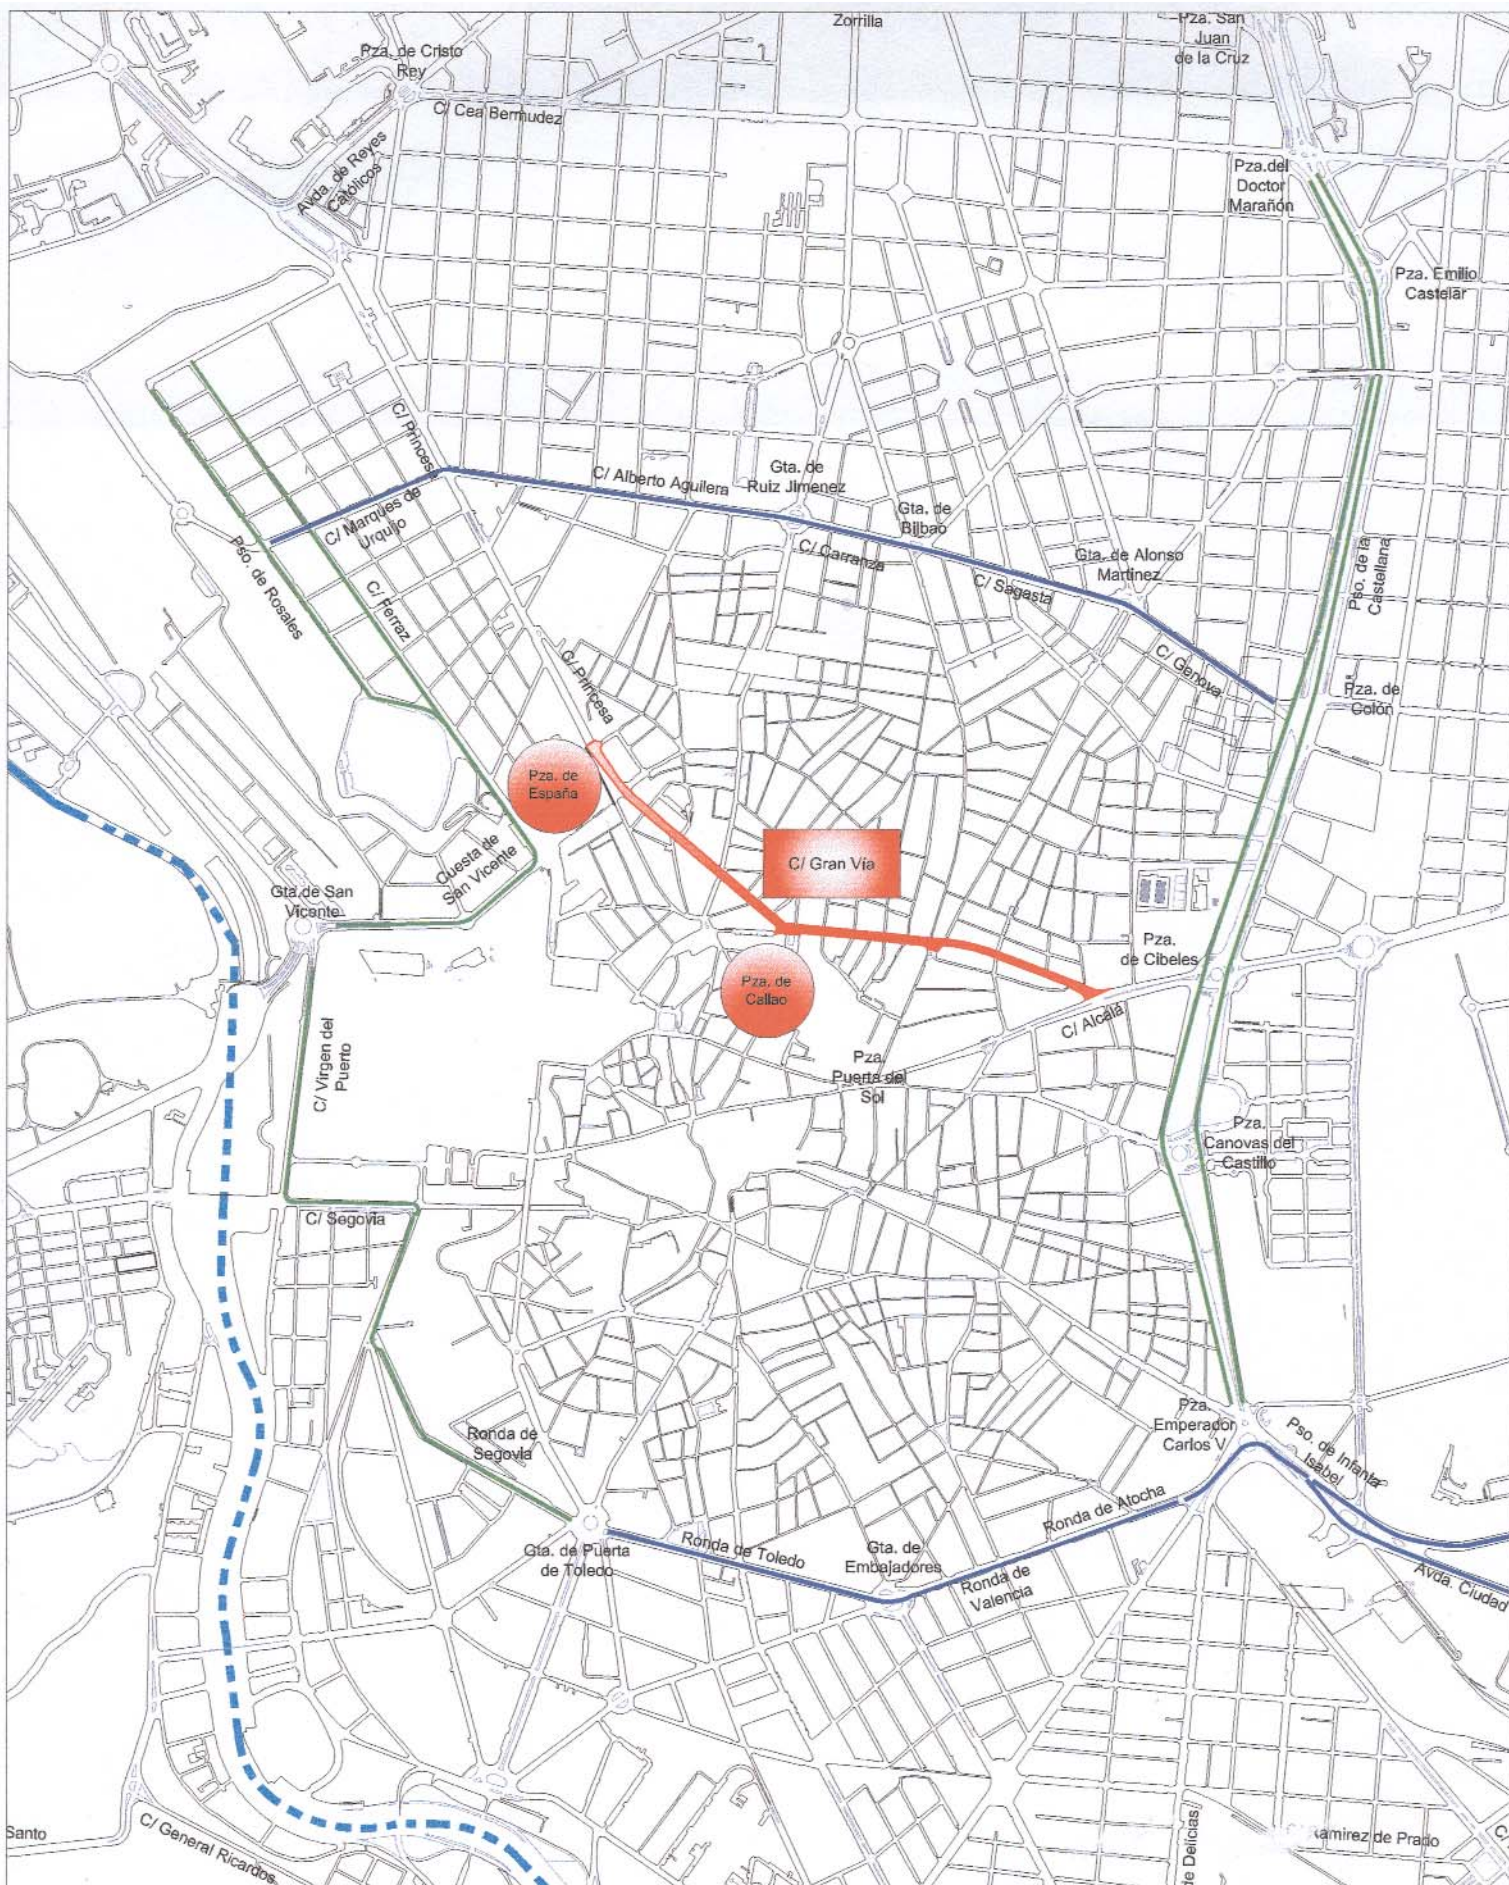 Zorrilla
Pza. San
Juan
de la Cruz
Pza. de Cristo
Rey
C/ Cea Bermudez
Avda. de Reyes
Católicos
Pza.del
Doctor
Marañón
Pza. Emilio
Castelar
C/ Princesa
C/ Alberto Aguilera
Gta. de
Ruiz Jimenez
C/ Marques de
Urquijo
Gta. de
Bilbao
C/ Carranza
Gta. de Alonso
Martinez
C/ Sagasta
Pso. de la
Castellana
Pso. de Rosales
C/ Ferraz
C/ Princesa
C/ Genova
Pza. de
Colón
Pza. de
España
C/ Gran Vía
Cuesta de
San Vicente
Gta.de San
Vicente
Pza.
de Cibeles
Pza. de
Callao
C/ Alcalá
C/ Virgen del
Puerto
Pza.
Puerta del
Sol
Pza.
Canovas del
Castillo
C/ Segovia
Ronda de
Segovia
Pza.
Emperador
Carlos V
Pso. de Infanta
Isabel
Ronda de Atocha
Gta. de Puerta
de Toledo
Ronda de Toledo
Gta. de
Embajadores
Ronda de
Valencia
Avda. Ciudad
Santo
C/ General Ricardos
de Delicias
Ramirez de Prado
C/